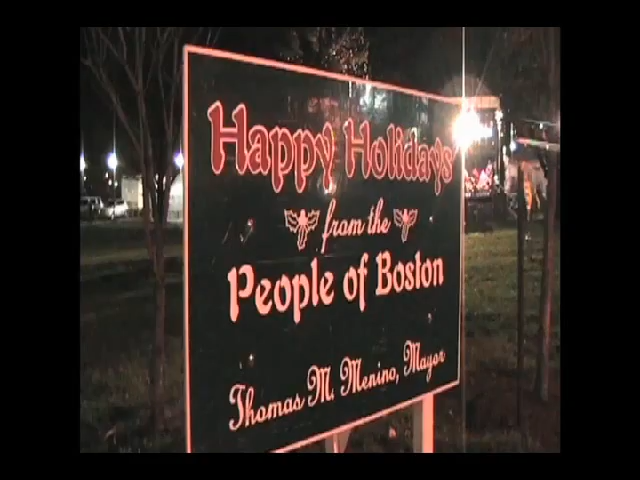 Happy Holidays
from the
People of Boston
Thomas M. Menino, Mayor